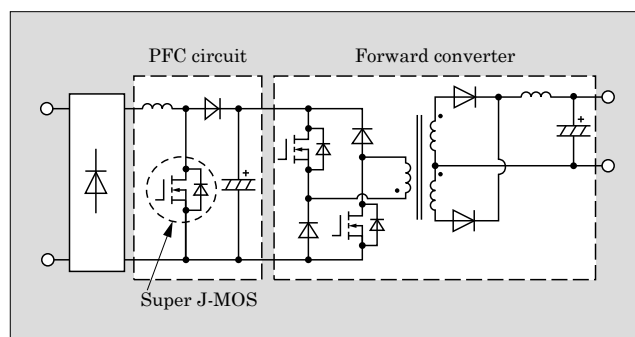 PFC circuit
Forward converter
+
+
Super J-MOS